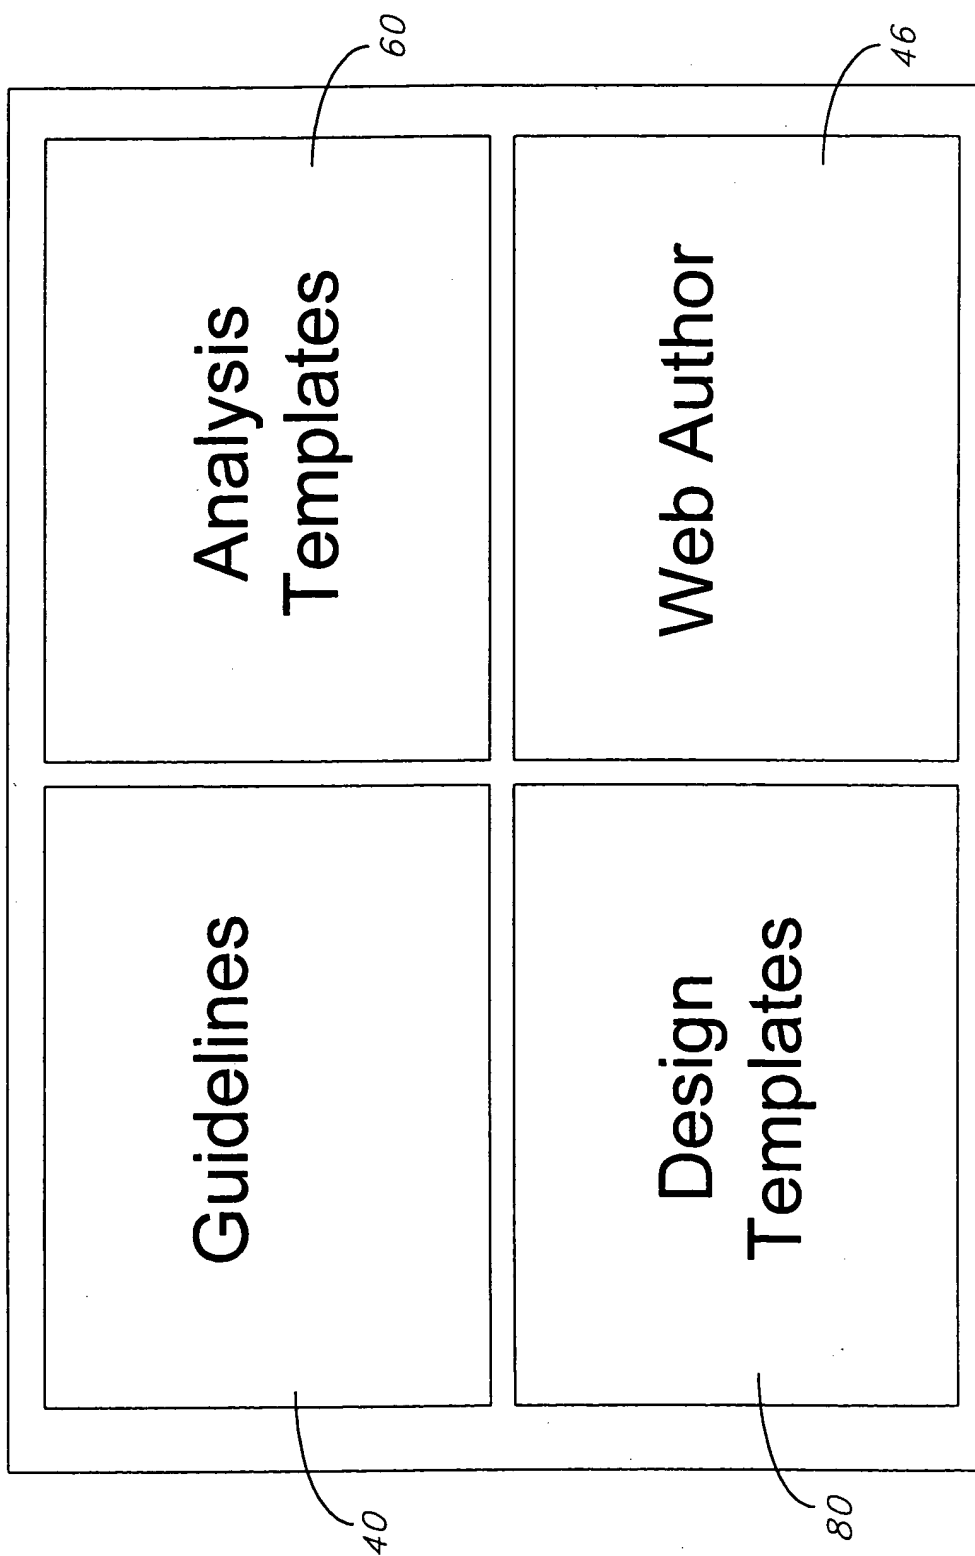 40
Guidelines
60
Analysis
Templates
80
Design
Templates
46
Web Author